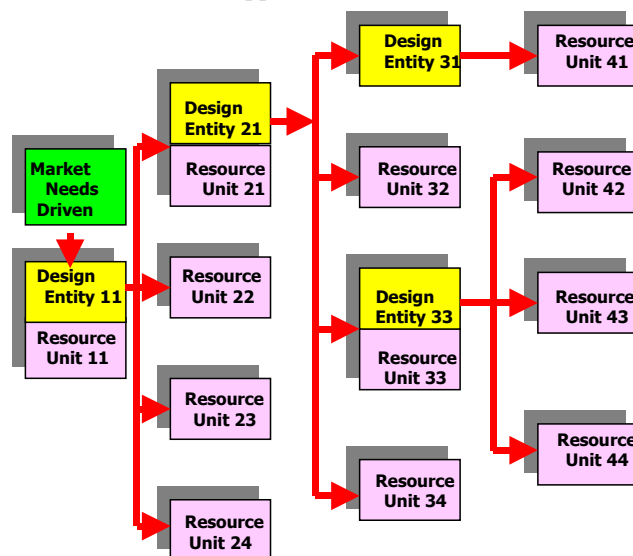 Market
Needs
Driven
Design
Entity 11
Resource
Unit 11
Design
Entity 21
Resource
Unit 21
Resource
Unit 22
Resource
Unit 23
Resource
Unit 24
Design
Entity 31
Resource
Unit 32
Design
Entity 33
Resource
Unit 33
Resource
Unit 34
Resource
Unit 41
Resource
Unit 42
Resource
Unit 43
Resource
Unit 44